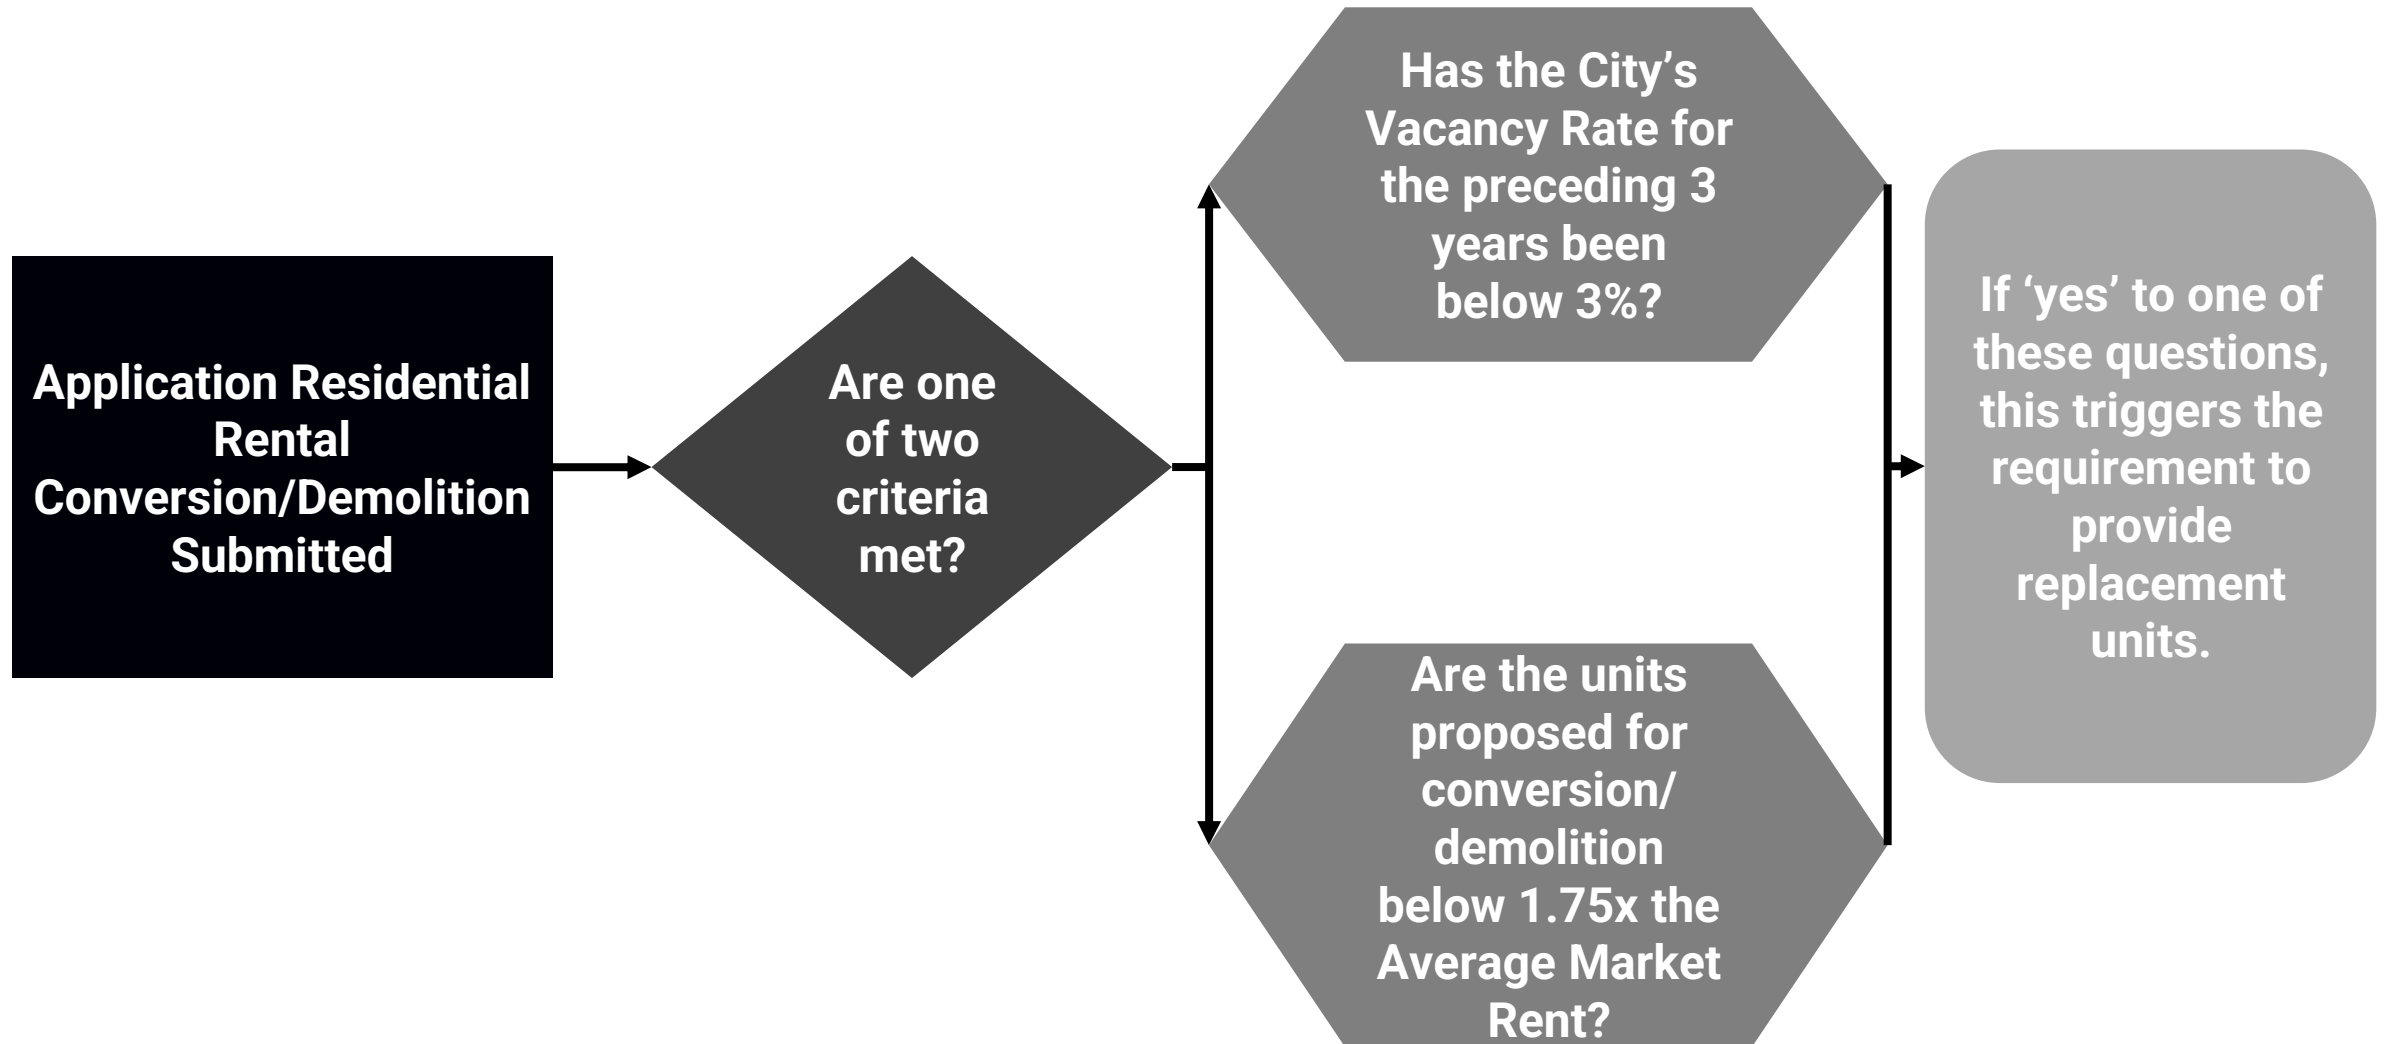 Application Residential
Rental
Conversion/Demolition
Submitted
Are one
of two
criteria
met?
Has the City’s
Vacancy Rate for
the preceding 3
years been
below 3%?
Are the units
proposed for
conversion/
demolition
below 1.75x the
Average Market
Rent?
If ‘yes’ to one of
these questions,
this triggers the
requirement to
provide
replacement
units.